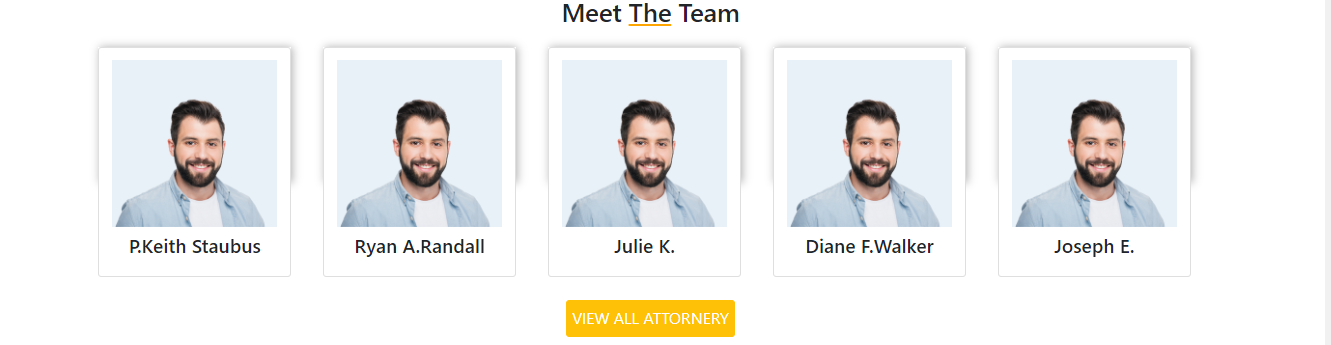 Meet The Team
P.Keith Staubus
Ryan A.Randall
Julie K.
Diane F.Walker
Joseph E.
VIEW ALL ATTORNERY